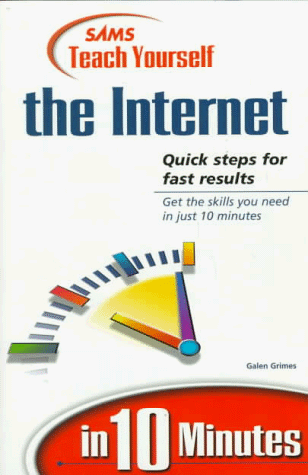 SAMS
Teach Yourself
the Internet
Quick steps for
fast results
Get the skills you need
in just 10 minutes
Galen Grimes
in 10 Minutes